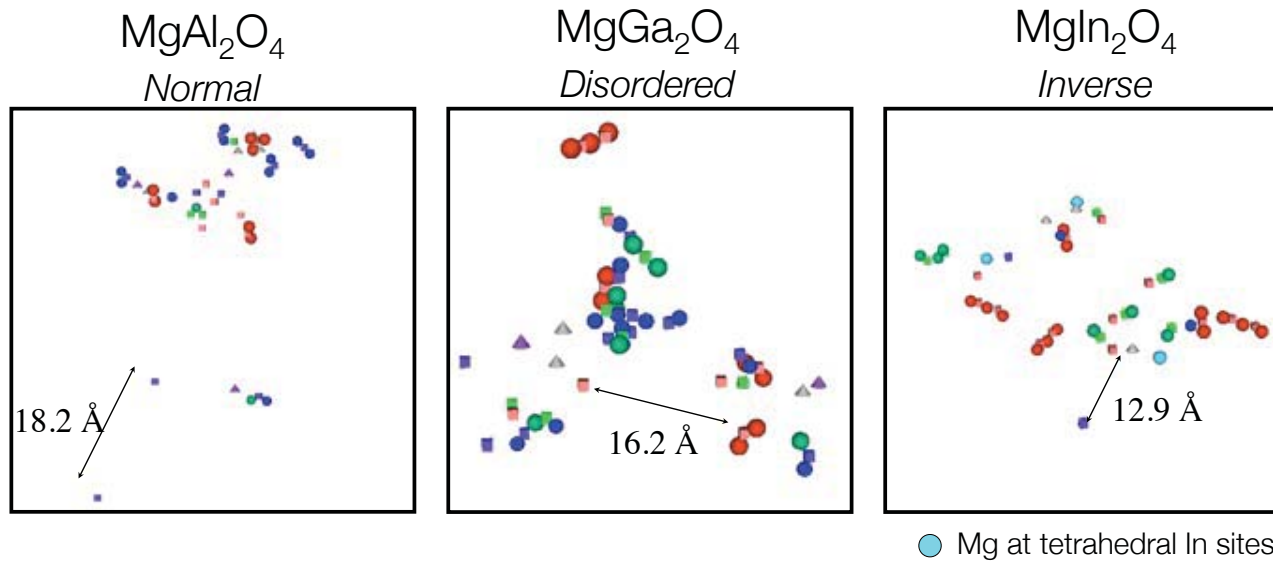 MgAl₂O₄
Normal
MgGa₂O₄
Disordered
MgIn₂O₄
Inverse
18.2 Å
16.2 Å
12.9 Å
Mg at tetrahedral In sites